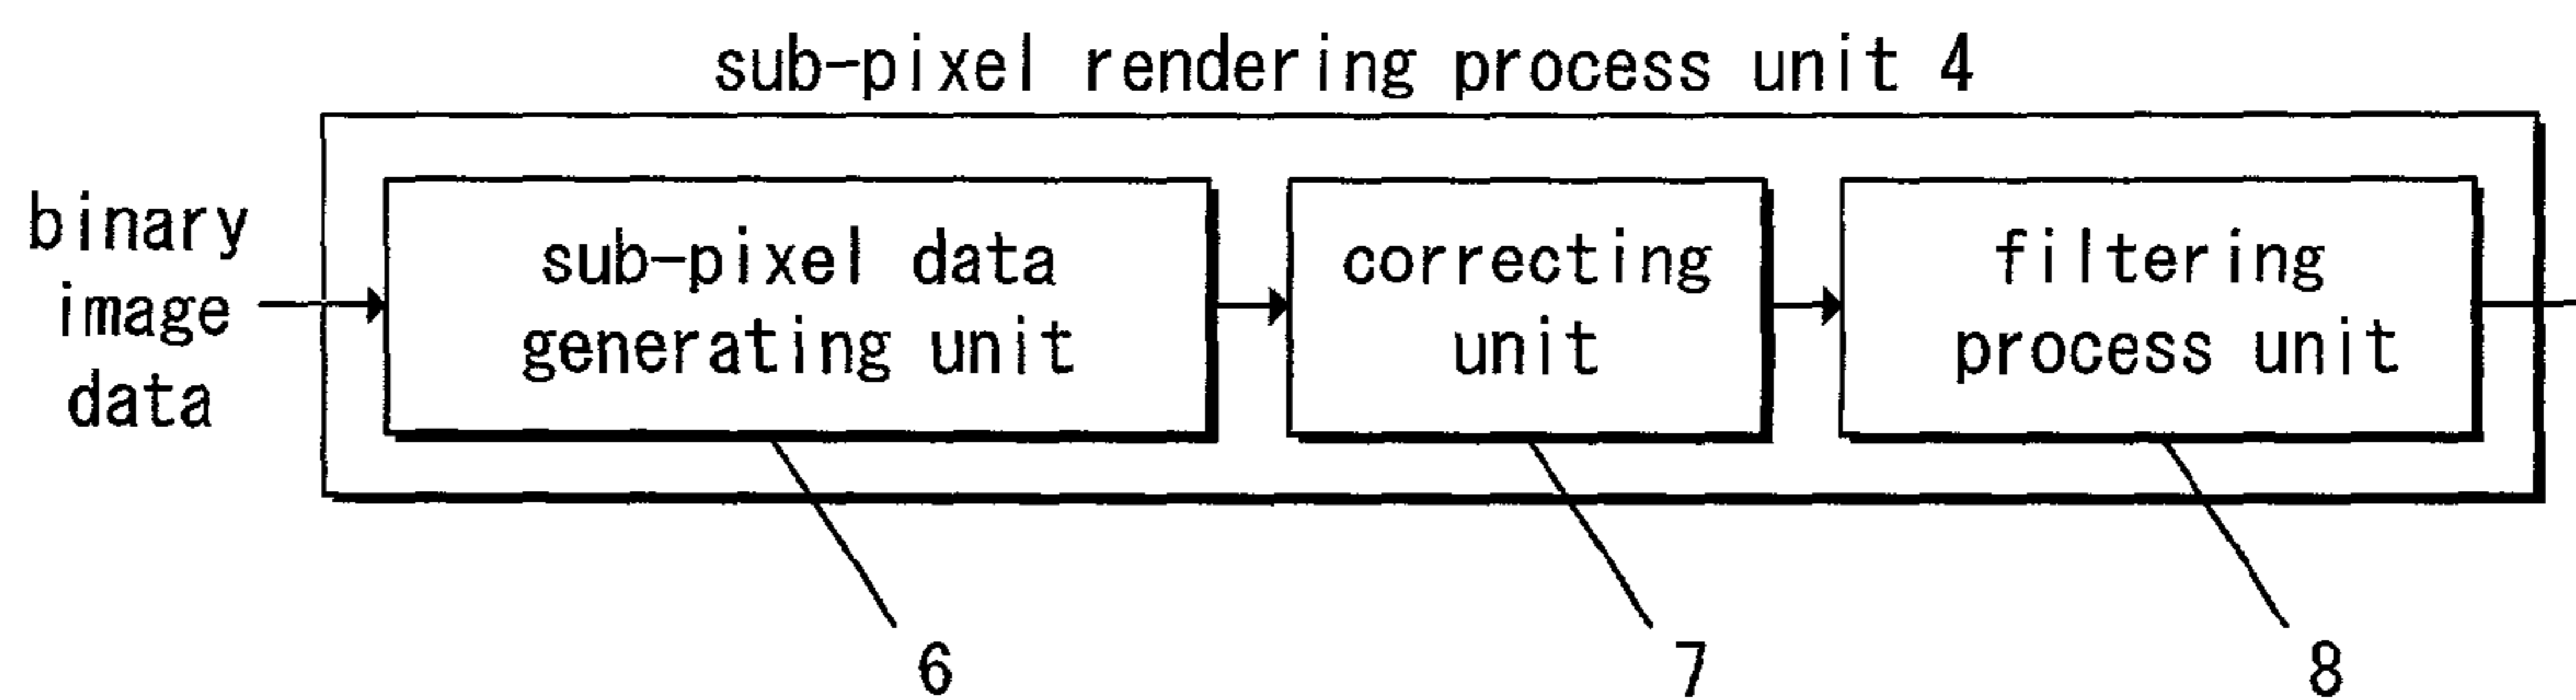 sub-pixel rendering process unit 4
binary
image
data
sub-pixel data
generating unit
correcting
unit
filtering
process unit
6
7
8